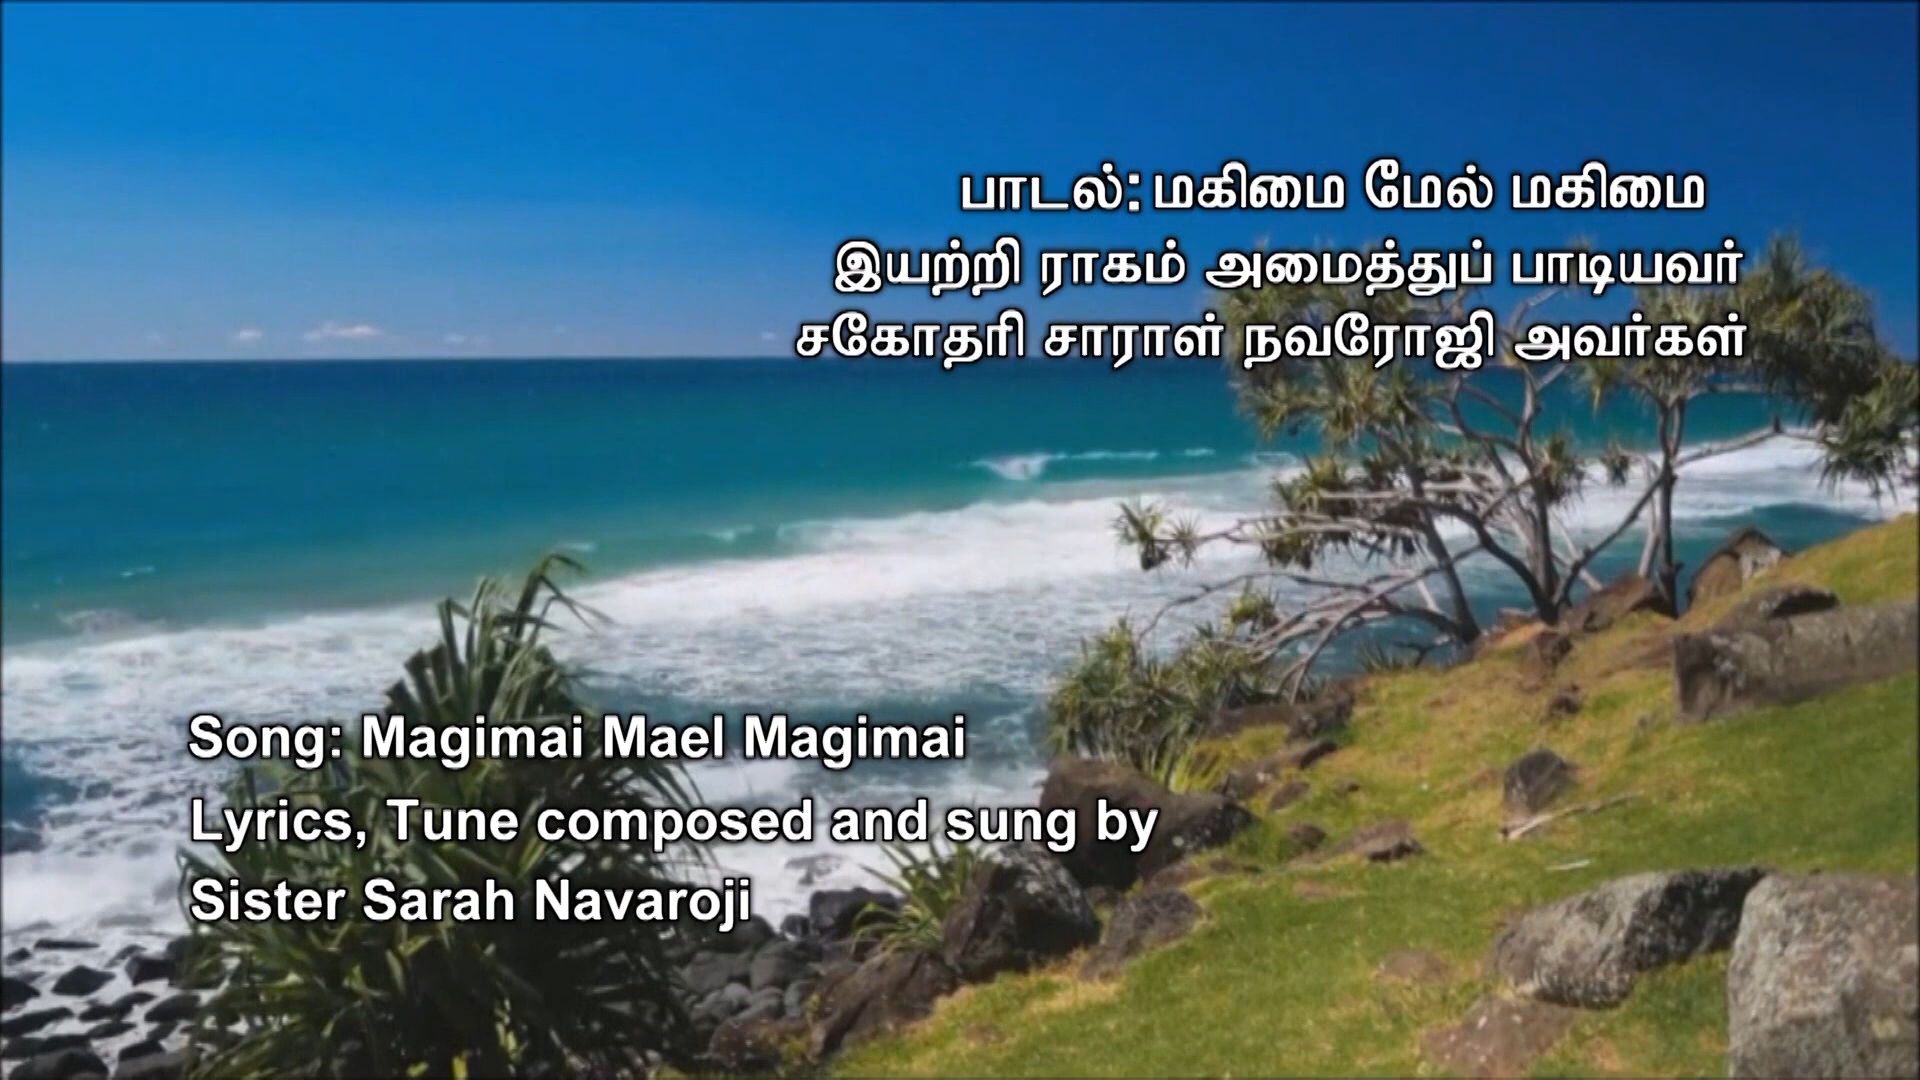 பாடல்: மகிமை மேல் மகிமை
இயற்றி ராகம் அமைத்துப் பாடியவர்
சகோதரி சாராள் நவரோஜி அவர்கள்
Song: Magimai Mael Magimai
Lyrics, Tune composed and sung by
Sister Sarah Navaroji